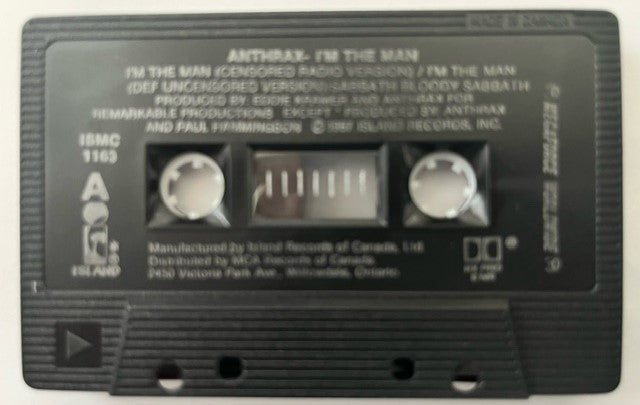 MADE IN CANADA
ANTHRAX- I'M THE MAN
I'M THE MAN (CENSORED RADIO VERSION) / I'M THE MAN
(DEF UNCENSORED VERSION) SABBATH BLOODY SABBATH
PRODUCED BY EDDIE KRAMER AND ANTHRAX FOR
REMARKABLE PRODUCTIONS EXCEPT * PRODUCED BY ANTHRAX
AND PAUL HAMMINGSON © 1987 ISLAND RECORDS, INC.
ISMC
1163
A
ISLAND
Manufactured by Island Records of Canada, Ltd.
Distributed by MCA Records of Canada
2450 Victoria Park Ave., Willowdale, Ontario